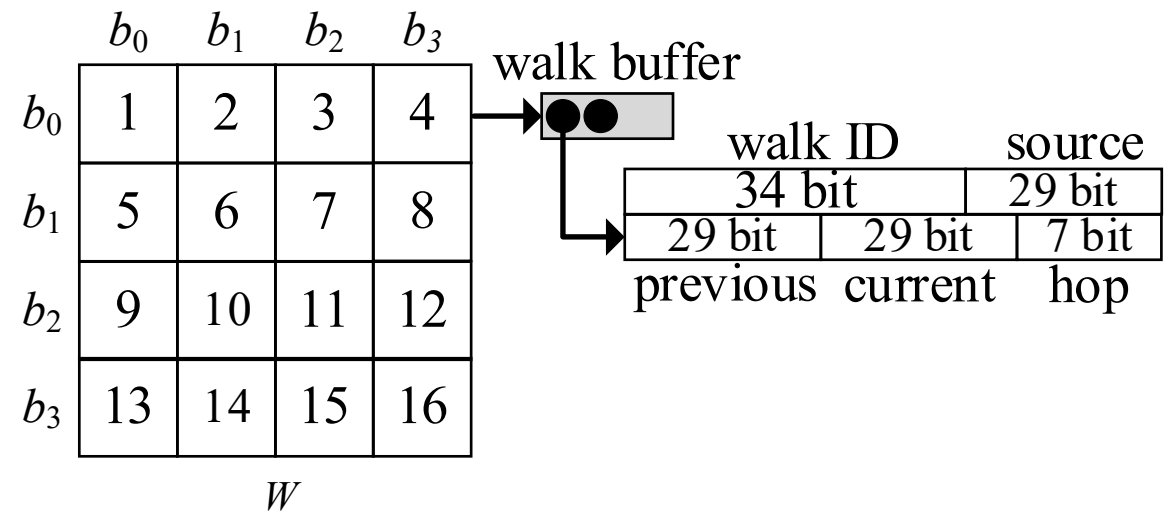 b0 b1 b2 b3
walk buffer
b0 1 2 3 4
walk ID source
34 bit 29 bit
b1 5 6 7 8
29 bit 29 bit 7 bit
previous current hop
b2 9 10 11 12
b3 13 14 15 16
W